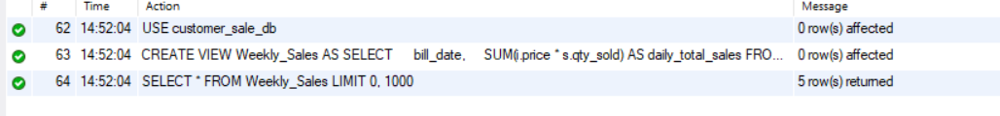 # Time Action Message
62 14:52:04 USE customer_sale_db 0 row(s) affected
63 14:52:04 CREATE VIEW Weekly_Sales AS SELECT bill_date, SUM(i.price * s.qty_sold) AS daily_total_sales FRO... 0 row(s) affected
64 14:52:04 SELECT * FROM Weekly_Sales LIMIT 0, 1000 5 row(s) returned